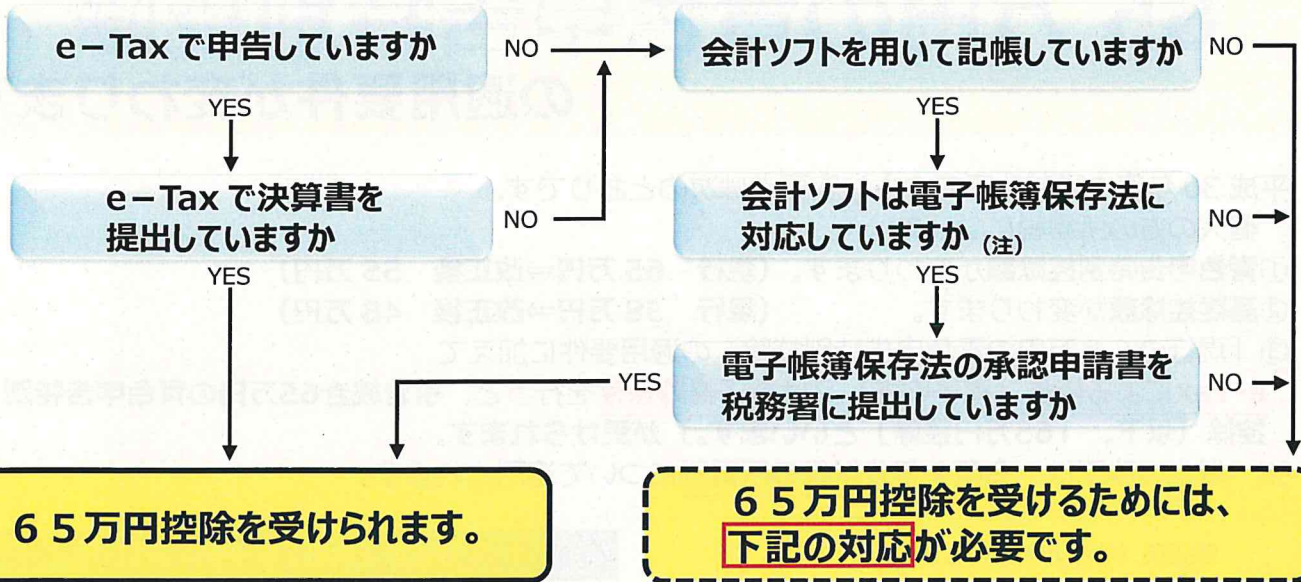 e－Tax で申告していますか
NO
会計ソフトを用いて記帳していますか
NO
YES
YES
e－Tax で決算書を
提出していますか
NO
会計ソフトは電子帳簿保存法に
対応していますか (注)
NO
YES
YES
YES
電子帳簿保存法の承認申請書を
税務署に提出していますか
NO
６５万円控除を受けられます。
６５万円控除を受けるためには、
下記の対応が必要です。